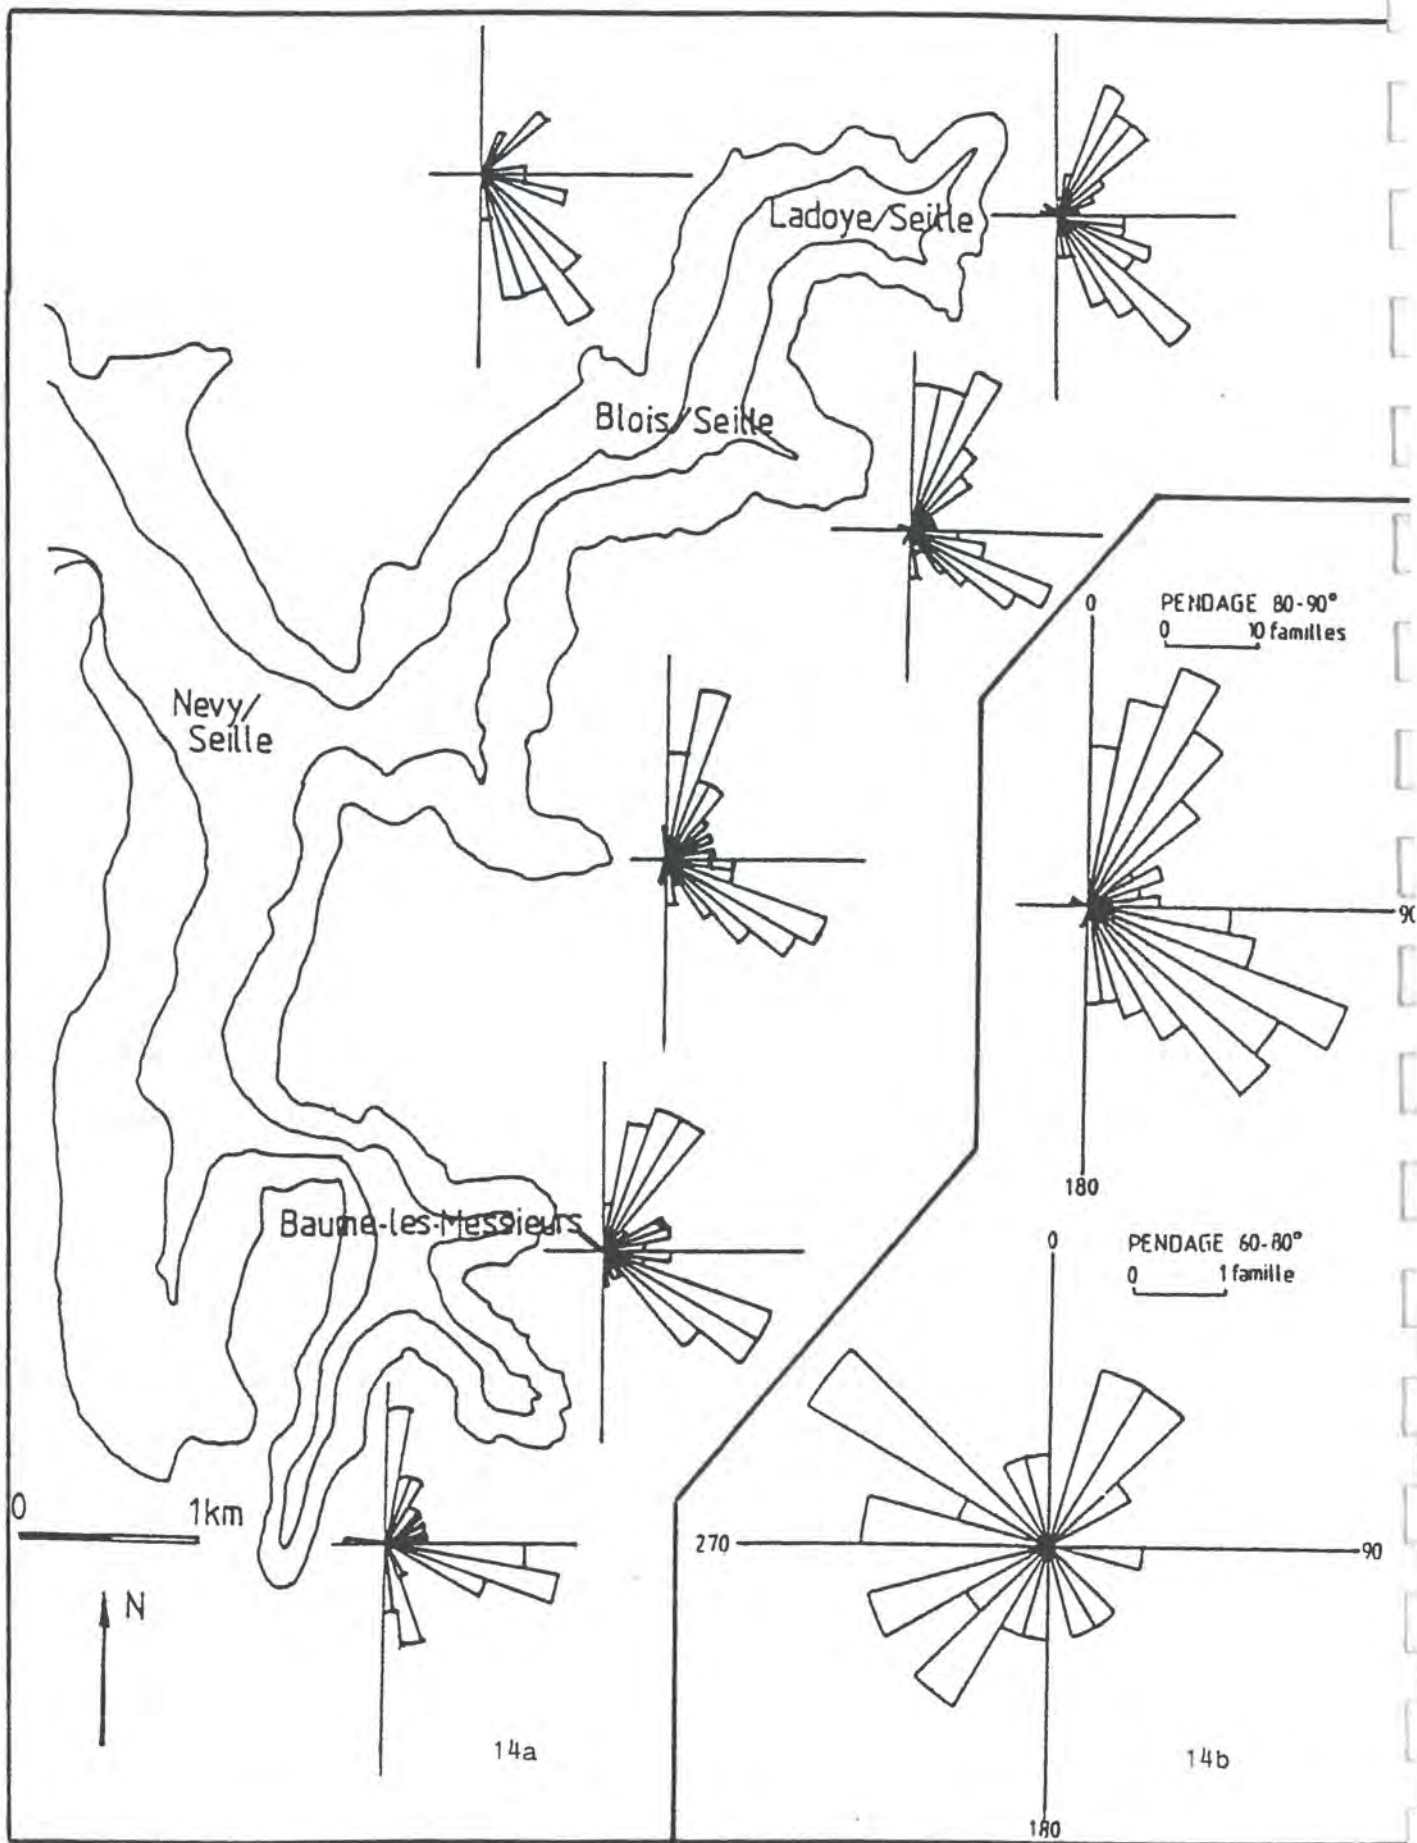 Ladoye/Seille
Blois/Seille
Nevy/
Seille
Baume-les-Messieurs
0 1km
N
14a
0
PENDAGE 80-90°
0 10 familles
90
180
0
PENDAGE 60-80°
0 1 famille
270
90
180
14b